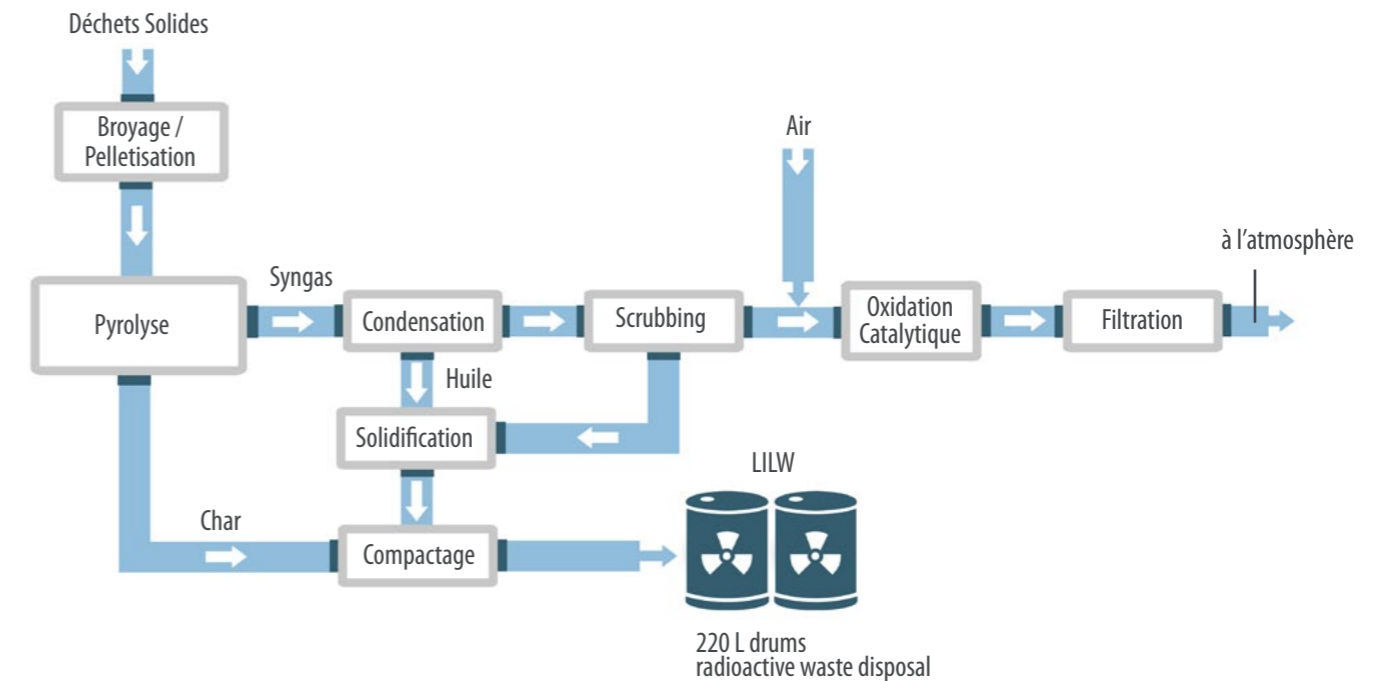 Déchets Solides
Broyage /
Pelletisation
Air
à l’atmosphère
Syngas
Pyrolyse
Condensation
Scrubbing
Oxidation
Catalytique
Filtration
Huile
Solidification
LILW
Char
Compactage
220 L drums
radioactive waste disposal